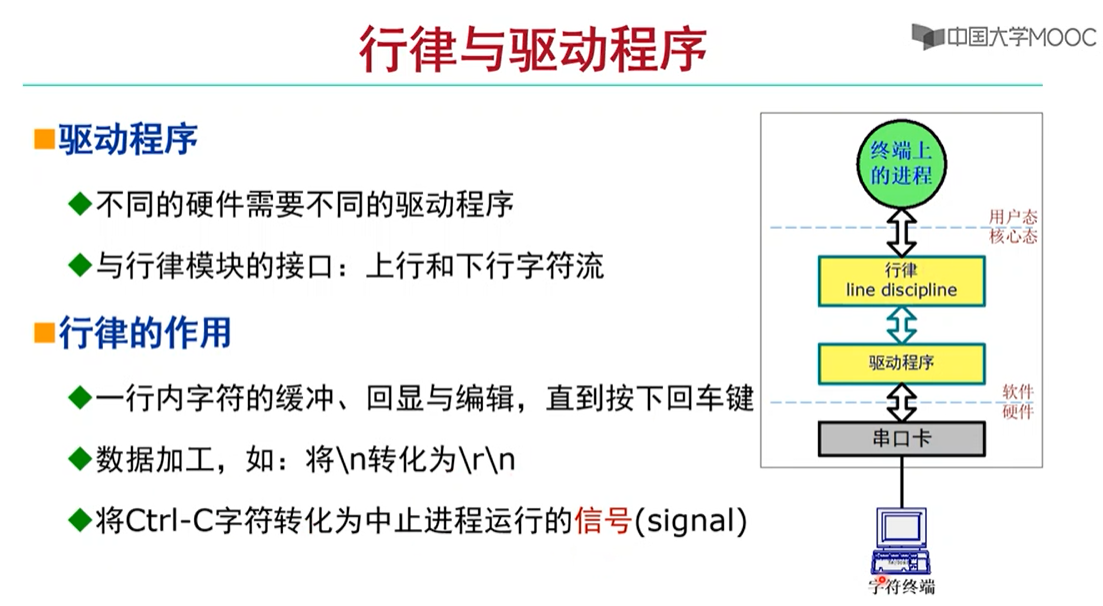 行律与驱动程序
中国大学MOOC
驱动程序
不同的硬件需要不同的驱动程序
与行律模块的接口：上行和下行字符流
行律的作用
一行内字符的缓冲、回显与编辑，直到按下回车键
数据加工，如：将\n转化为\r\n
将Ctrl-C字符转化为中止进程运行的信号(signal)
终端上
的进程
用户态
核心态
行律
line discipline
驱动程序
软件
硬件
串口卡
字符终端